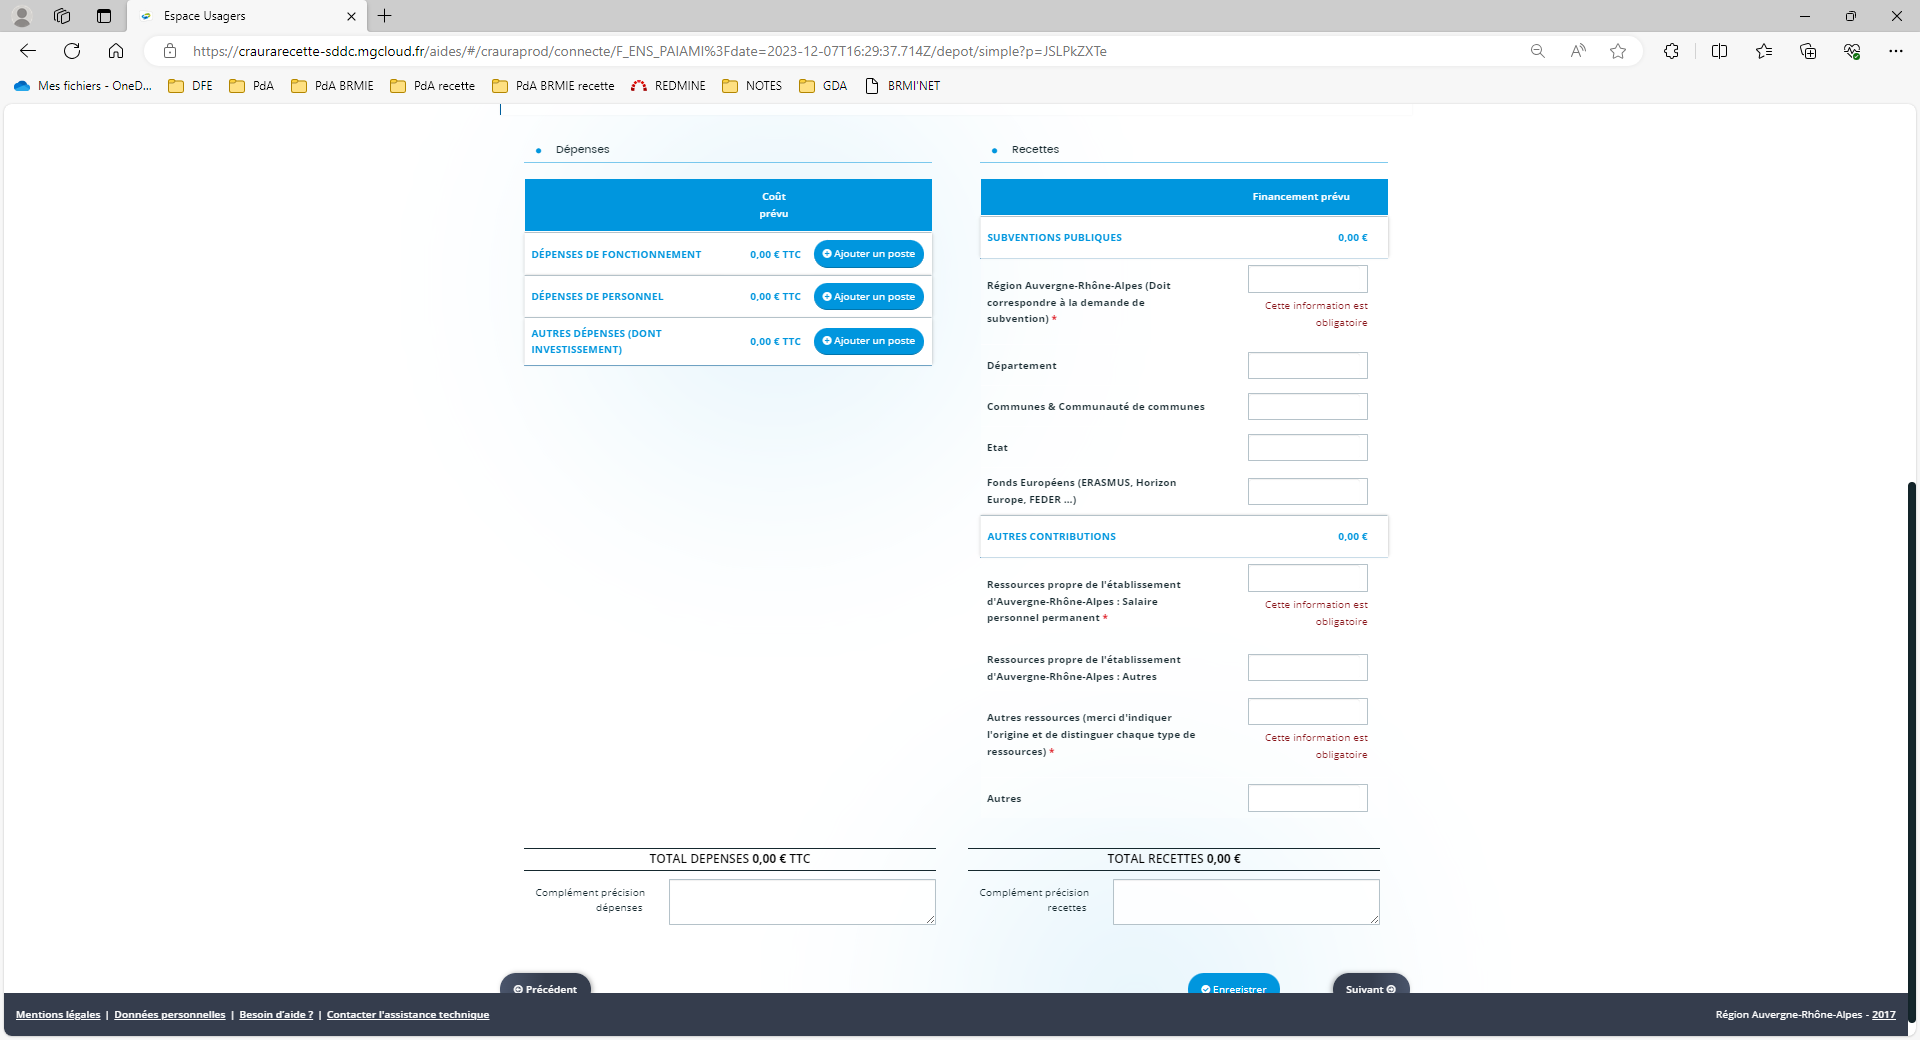 Espace Usagers
https://craurarecette-sddc.mgcloud.fr/aides/#/crauraprod/connecte/F_ENS_PAIAMI%3Fdate=2023-12-07T16:29:37.714Z/depot/simple?p=JSLPkZXTe
Mes fichiers - OneD... DFE PdA PdA BRMIE PdA recette PdA BRMIE recette REDMINE NOTES GDA BRMI'NET
Dépenses
Coût
prévu
DÉPENSES DE FONCTIONNEMENT 0,00 € TTC Ajouter un poste
DÉPENSES DE PERSONNEL 0,00 € TTC Ajouter un poste
AUTRES DÉPENSES (DONT
INVESTISSEMENT) 0,00 € TTC Ajouter un poste
Recettes
Financement prévu
SUBVENTIONS PUBLIQUES 0,00 €
Région Auvergne-Rhône-Alpes (Doit
correspondre à la demande de
subvention) *
Cette information est
obligatoire
Département
Communes & Communauté de communes
Etat
Fonds Européens (ERASMUS, Horizon
Europe, FEDER ...)
AUTRES CONTRIBUTIONS 0,00 €
Ressources propre de l'établissement
d'Auvergne-Rhône-Alpes : Salaire
personnel permanent *
Cette information est
obligatoire
Ressources propre de l'établissement
d'Auvergne-Rhône-Alpes : Autres
Autres ressources (merci d'indiquer
l'origine et de distinguer chaque type de
ressources) *
Cette information est
obligatoire
Autres
TOTAL DEPENSES 0,00 € TTC
TOTAL RECETTES 0,00 €
Complément précision
dépenses
Complément précision
recettes
Précédent
Enregistrer
Suivant
Mentions légales | Données personnelles | Besoin d'aide ? | Contacter l'assistance technique
Région Auvergne-Rhône-Alpes - 2017